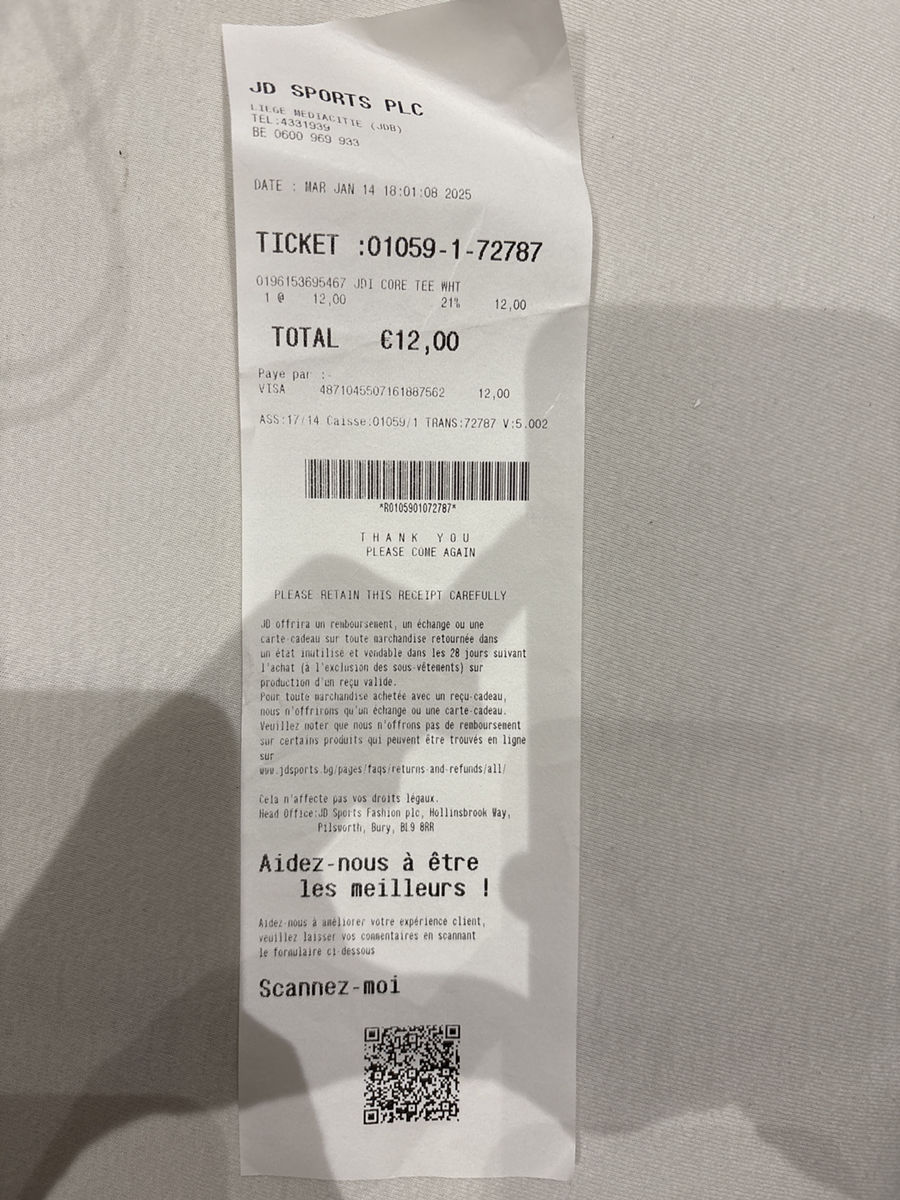 JD SPORTS PLC
LIEGE MEDIACITIE (JDB)
TEL:4331939
BE 0600 969 933
DATE : MAR JAN 14 18:01:08 2025
TICKET :01059-1-72787
0196153695467 JDI CORE TEE WHT
1 @ 12,00 21% 12,00
TOTAL €12,00
Paye par :-
VISA 4871045507161887562 12,00
ASS:17/14 Caisse:01059/1 TRANS:72787 V:5.002
*R0105901072787*
THANK YOU
PLEASE COME AGAIN
PLEASE RETAIN THIS RECEIPT CAREFULLY
JD offrira un remboursement, un échange ou une
carte-cadeau sur toute marchandise retournée dans
un état inutilisé et vendable dans les 28 jours suivant
l'achat (à l'exclusion des sous-vêtements) sur
production d'un reçu valide.
Pour toute marchandise achetée avec un reçu-cadeau,
nous n'offrirons qu'un échange ou une carte-cadeau.
Veuillez noter que nous n'offrons pas de remboursement
sur certains produits qui peuvent être trouvés en ligne
sur
www.jdsports.bg/pages/faqs/returns-and-refunds/all/
Cela n'affecte pas vos droits légaux.
Head Office:JD Sports Fashion plc, Hollinsbrook Way,
Pilsworth, Bury, BL9 8RR
Aidez-nous à être
les meilleurs !
Aidez-nous à améliorer votre expérience client,
veuillez laisser vos commentaires en scannant
le formulaire ci-dessous
Scannez-moi